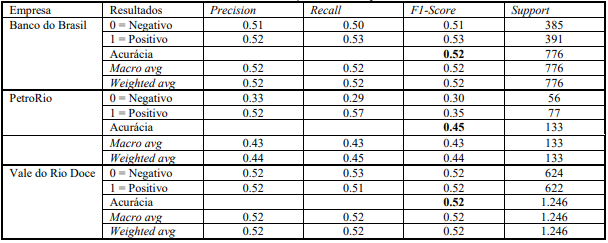 Empresa Resultados Precision Recall F1-Score Support
Banco do Brasil 0 = Negativo 0.51 0.50 0.51 385
1 = Positivo 0.52 0.53 0.53 391
Acurácia 0.52 776
Macro avg 0.52 0.52 0.52 776
Weighted avg 0.52 0.52 0.52 776
PetroRio 0 = Negativo 0.33 0.29 0.30 56
1 = Positivo 0.52 0.57 0.35 77
Acurácia 0.45 133
Macro avg 0.43 0.43 0.43 133
Weighted avg 0.44 0.45 0.44 133
Vale do Rio Doce 0 = Negativo 0.52 0.53 0.52 624
1 = Positivo 0.52 0.51 0.52 622
Acurácia 0.52 1.246
Macro avg 0.52 0.52 0.52 1.246
Weighted avg 0.52 0.52 0.52 1.246